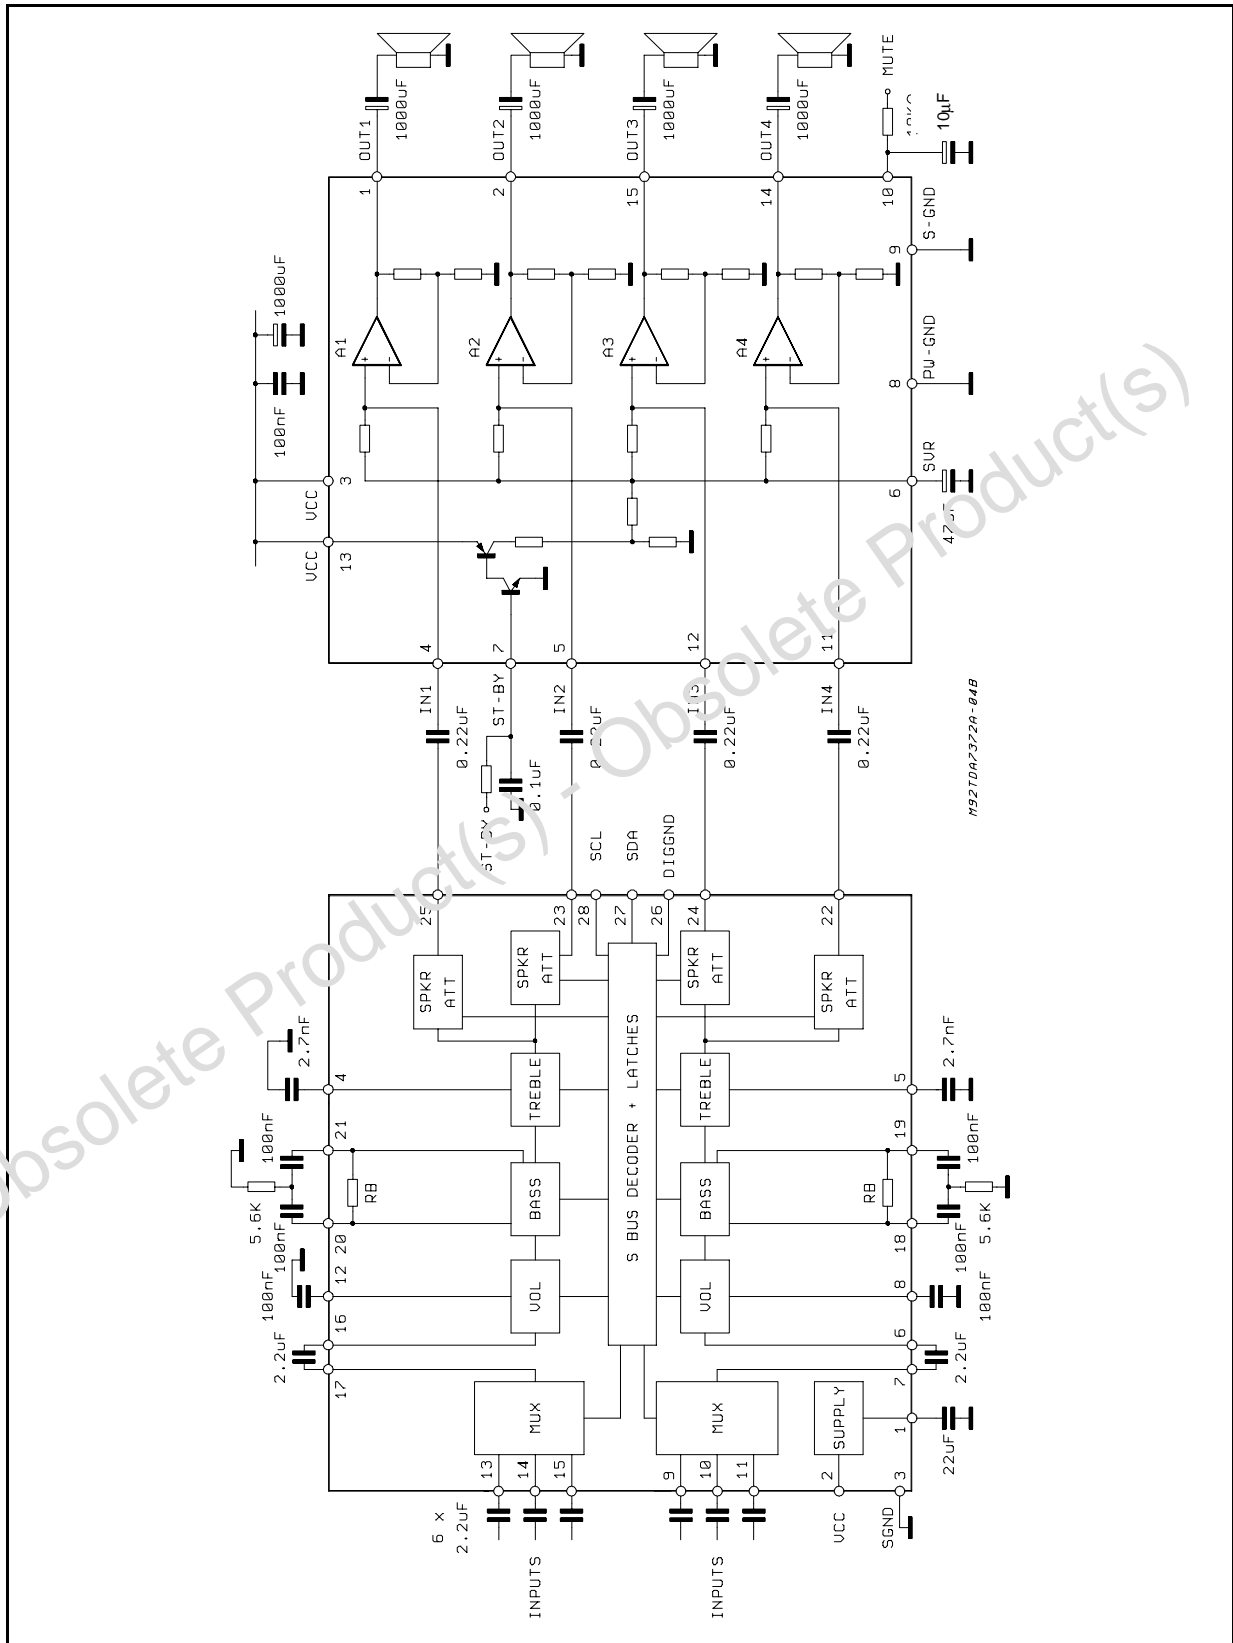 OUT1
1000uF
OUT2
1000uF
OUT3
1000uF
OUT4
1000uF
MUTE
10µF
1
2
15
14
10
S-GND
9
1000uF
100nF
A1
+
-
A2
+
-
A3
+
-
A4
+
-
PW-GND
8
SVR
6
VCC
3
VCC
13
4
7
5
12
11
IN1
ST-BY
IN2
IN3
IN4
0.22uF
0.1uF
0.22uF
0.22uF
0.22uF
ST-BY
M92TDA7372A-04B
SCL
SDA
DIGGND
25
23
28
27
26
24
22
SPKR
ATT
SPKR
ATT
SPKR
ATT
SPKR
ATT
S BUS DECODER + LATCHES
2.7nF
4
TREBLE
TREBLE
5
2.7nF
100nF
21
19
100nF
5.6K
RB
BASS
BASS
RB
5.6K
100nF
20
18
100nF
100nF
12
VOL
VOL
8
100nF
16
6
2.2uF
17
7
2.2uF
MUX
MUX
SUPPLY
1
22uF
13
14
15
9
10
11
2
3
6 x
2.2uF
INPUTS
INPUTS
VCC
SGND
Obsolete Product(s) - Obsolete Product(s)